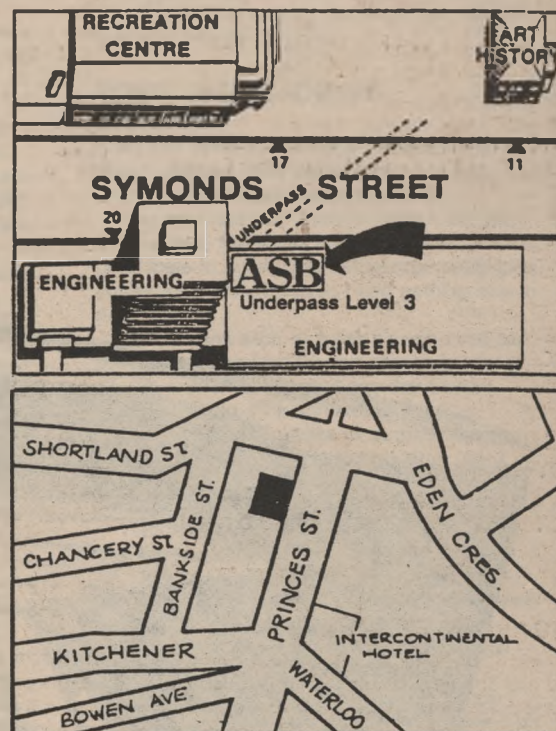 RECREATION
CENTRE
ART
HISTORY
17
11
SYMONDS STREET
20
UNDERPASS
ENGINEERING
ASB
Underpass Level 3
ENGINEERING
SHORTLAND ST.
CHANCERY ST.
BANKSIDE ST.
PRINCES ST.
EDEN CRES.
INTERCONTINENTAL
HOTEL
KITCHENER
WATERLOO
BOWEN AVE